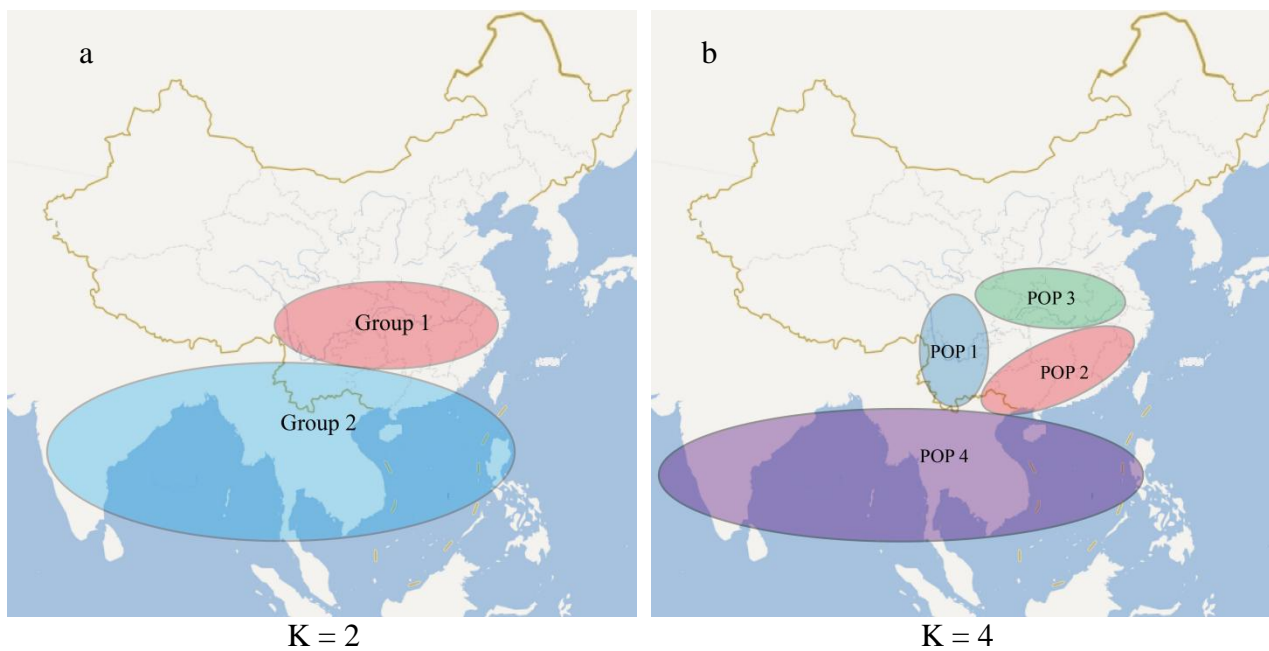 a
Group 1
Group 2
K = 2
b
POP 3
POP 1
POP 2
POP 4
K = 4